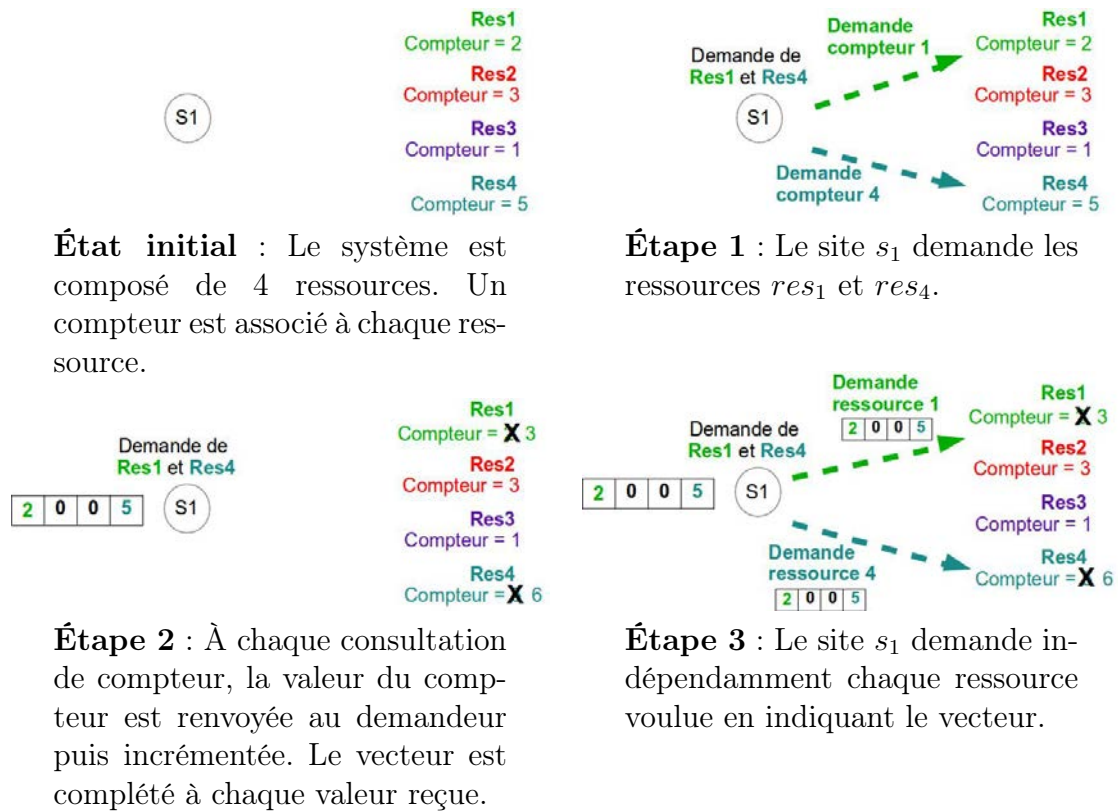 Res1
Compteur = 2
Res2
Compteur = 3
S1
Res3
Compteur = 1
Res4
Compteur = 5
État initial : Le système est
composé de 4 ressources. Un
compteur est associé à chaque res-
source.
Demande
compteur 1
Res1
Compteur = 2
Demande de
Res1 et Res4
Res2
Compteur = 3
S1
Res3
Compteur = 1
Demande
compteur 4
Res4
Compteur = 5
Étape 1 : Le site s1 demande les
ressources res1 et res4.
Res1
Compteur = X 3
Demande de
Res1 et Res4
Res2
Compteur = 3
2 0 0 5
S1
Res3
Compteur = 1
Res4
Compteur = X 6
Étape 2 : À chaque consultation
de compteur, la valeur du comp-
teur est renvoyée au demandeur
puis incrémentée. Le vecteur est
complété à chaque valeur reçue.
Demande
ressource 1
2 0 0 5
Res1
Compteur = X 3
Demande de
Res1 et Res4
Res2
Compteur = 3
2 0 0 5
S1
Res3
Compteur = 1
Demande
ressource 4
2 0 0 5
Res4
Compteur = X 6
Étape 3 : Le site s1 demande in-
dépendamment chaque ressource
voulue en indiquant le vecteur.